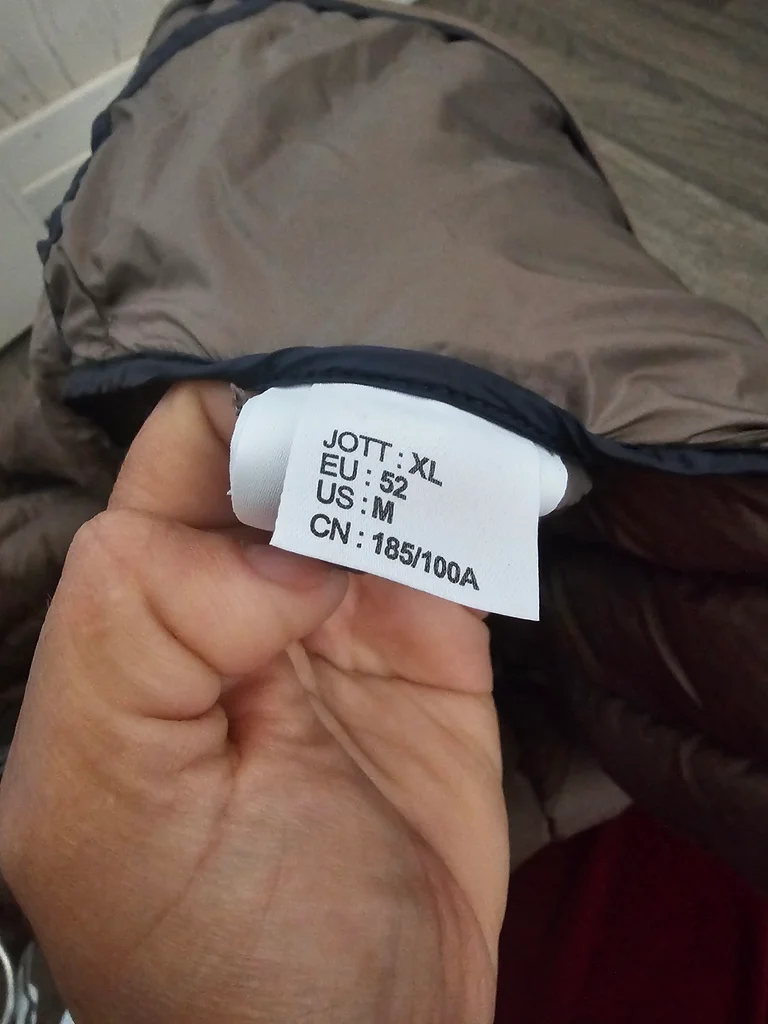 JOTT : XL
EU : 52
US : M
CN : 185/100A